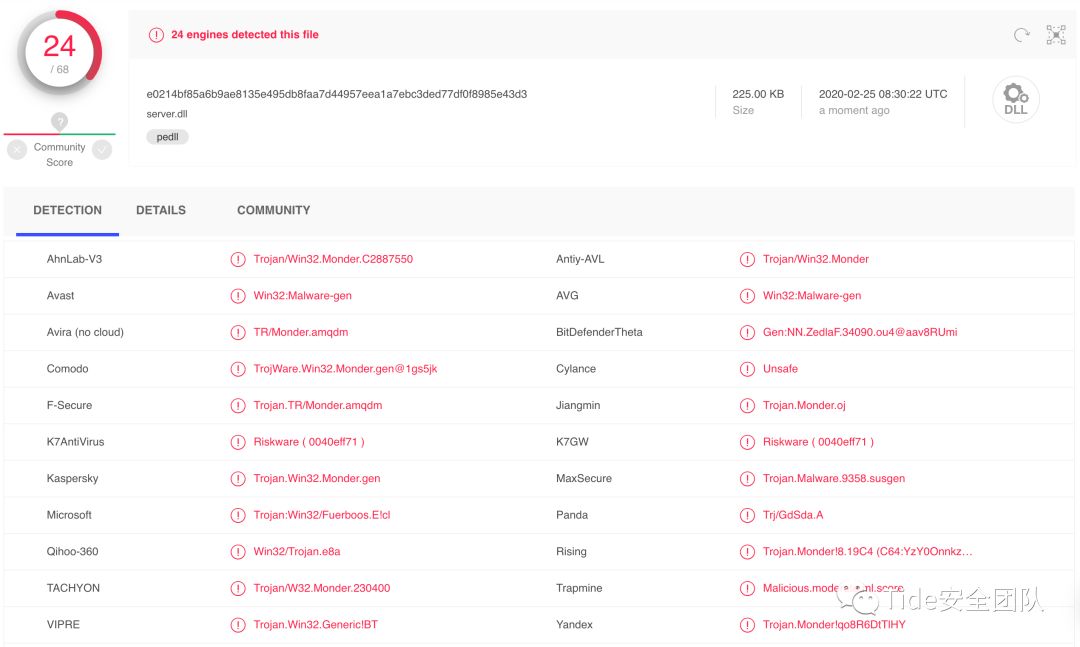 24
/ 68
Community
Score
24 engines detected this file
e0214bf85a6b9ae8135e495db8faa7d44957eea1a7ebc3ded77df0f8985e43d3
server.dll
pedll
225.00 KB
Size
2020-02-25 08:30:22 UTC
a moment ago
DLL
DETECTION DETAILS COMMUNITY
AhnLab-V3 Trojan/Win32.Monder.C2887550 Antiy-AVL Trojan/Win32.Monder
Avast Win32:Malware-gen AVG Win32:Malware-gen
Avira (no cloud) TR/Monder.amqdm BitDefenderTheta Gen:NN.ZedlaF.34090.ou4@aav8RUmi
Comodo TrojWare.Win32.Monder.gen@1gs5jk Cylance Unsafe
F-Secure Trojan.TR/Monder.amqdm Jiangmin Trojan.Monder.oj
K7AntiVirus Riskware ( 0040eff71 ) K7GW Riskware ( 0040eff71 )
Kaspersky Trojan.Win32.Monder.gen MaxSecure Trojan.Malware.9358.susgen
Microsoft Trojan:Win32/Fuerboos.E!cl Panda Trj/GdSda.A
Qihoo-360 Win32/Trojan.e8a Rising Trojan.Monder!8.19C4 (C64:YzY0Onnkz...
TACHYON Trojan/W32.Monder.230400 Trapmine
VIPRE Trojan.Win32.Generic!BT Yandex Trojan.Monder!qo8R6DtTlHY
Tide安全团队